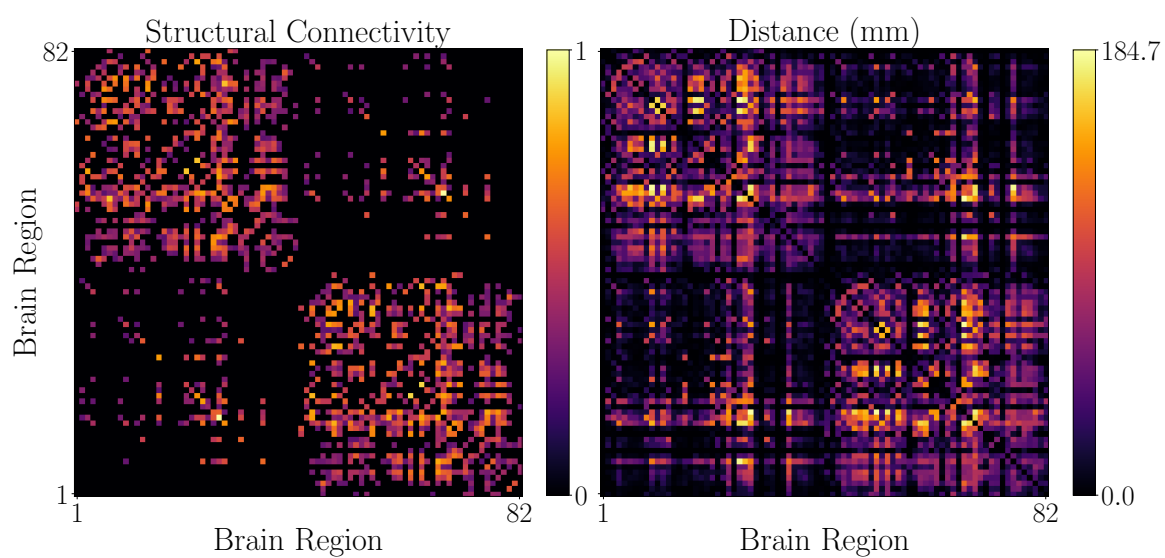 Structural Connectivity
Distance (mm)
82
1
1
82
Brain Region
Brain Region
1
0
1
82
Brain Region
184.7
0.0